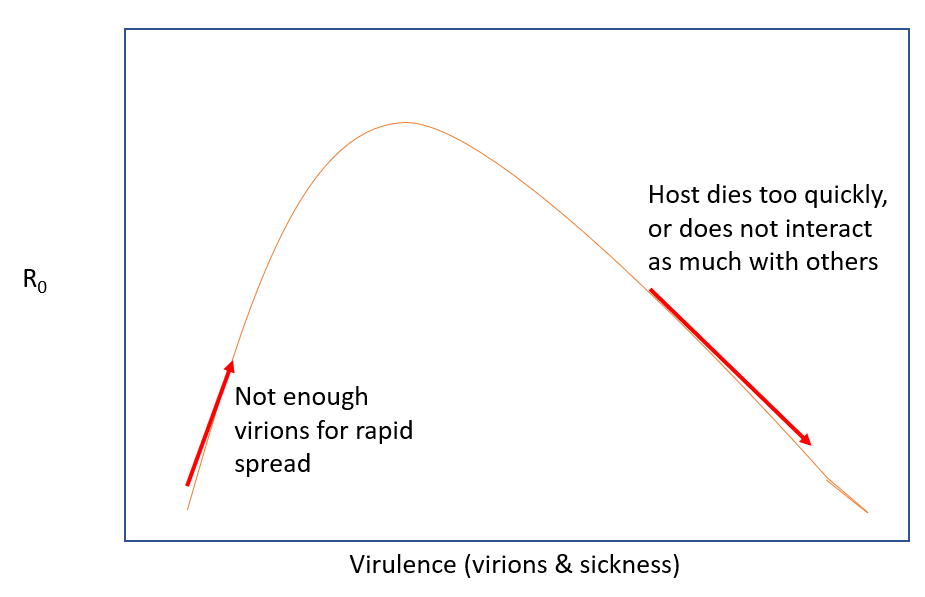 Host dies too quickly,
or does not interact
as much with others
R₀
Not enough
virions for rapid
spread
Virulence (virions & sickness)